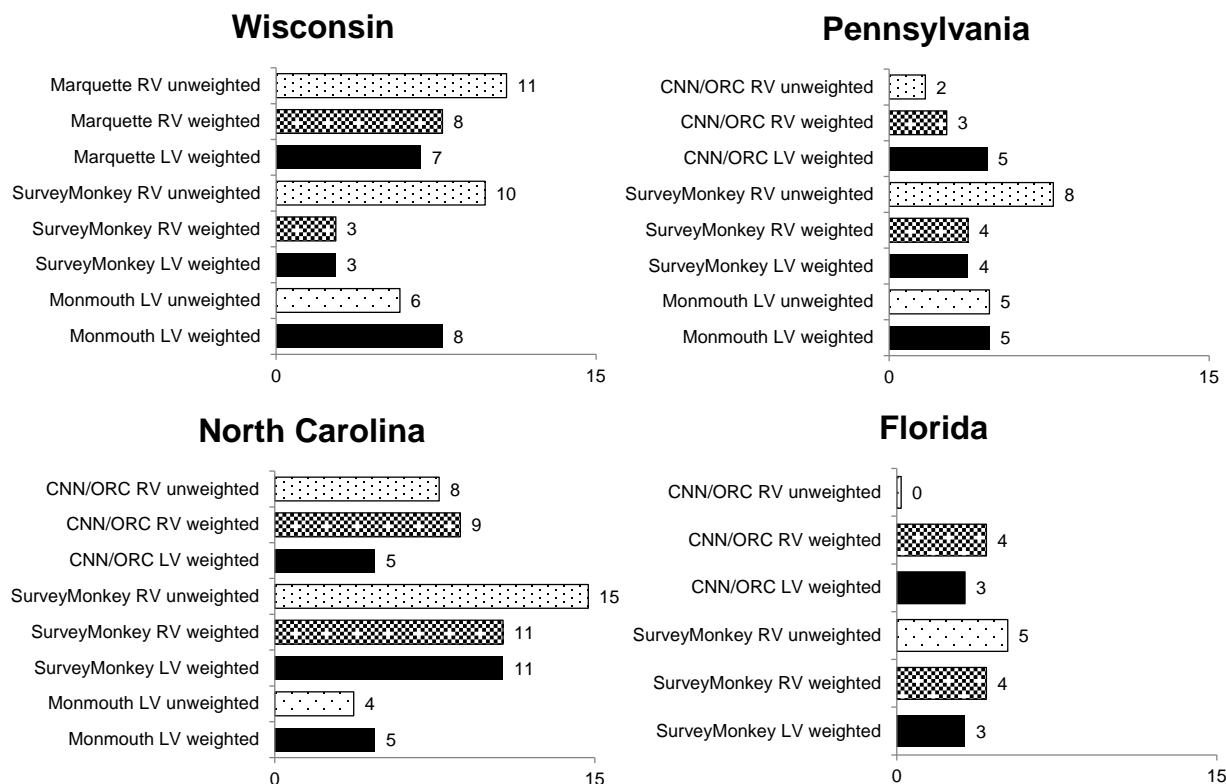 Wisconsin
Marquette RV unweighted 11
Marquette RV weighted 8
Marquette LV weighted 7
SurveyMonkey RV unweighted 10
SurveyMonkey RV weighted 3
SurveyMonkey LV weighted 3
Monmouth LV unweighted 6
Monmouth LV weighted 8
0 15
Pennsylvania
CNN/ORC RV unweighted 2
CNN/ORC RV weighted 3
CNN/ORC LV weighted 5
SurveyMonkey RV unweighted 8
SurveyMonkey RV weighted 4
SurveyMonkey LV weighted 4
Monmouth LV unweighted 5
Monmouth LV weighted 5
0 15
North Carolina
CNN/ORC RV unweighted 8
CNN/ORC RV weighted 9
CNN/ORC LV weighted 5
SurveyMonkey RV unweighted 15
SurveyMonkey RV weighted 11
SurveyMonkey LV weighted 11
Monmouth LV unweighted 4
Monmouth LV weighted 5
0 15
Florida
CNN/ORC RV unweighted 0
CNN/ORC RV weighted 4
CNN/ORC LV weighted 3
SurveyMonkey RV unweighted 5
SurveyMonkey RV weighted 4
SurveyMonkey LV weighted 3
0 15